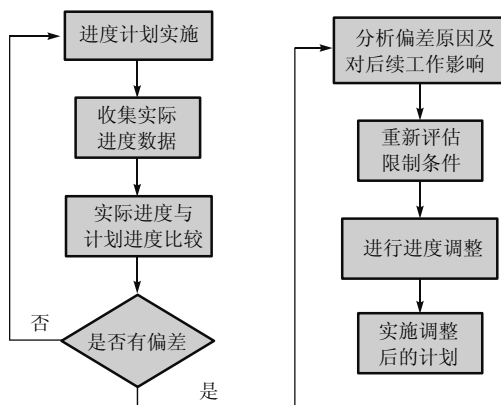 进度计划实施
收集实际
进度数据
实际进度与
计划进度比较
否
是否有偏差
是
分析偏差原因及
对后续工作影响
重新评估
限制条件
进行进度调整
实施调整
后的计划